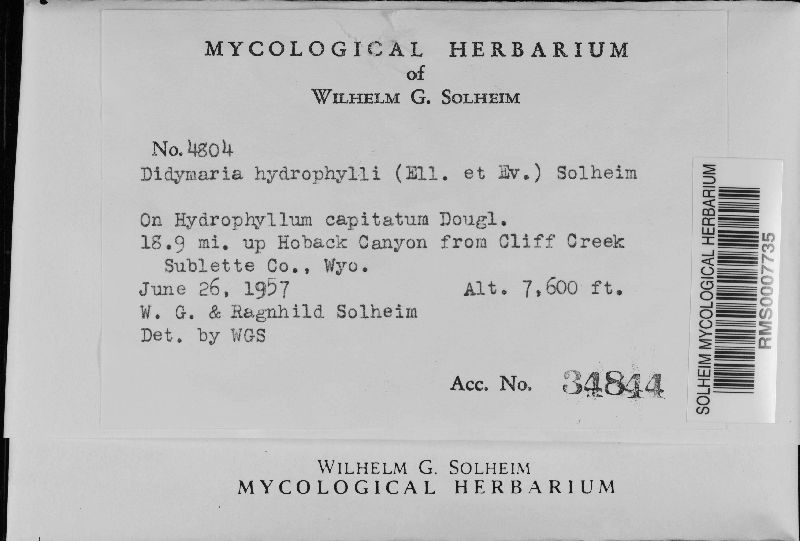 MYCOLOGICAL HERBARIUM
of
WILHELM G. SOLHEIM
No. 4804
Didymaria hydrophylli (Ell. et Ev.) Solheim
On Hydrophyllum capitatum Dougl.
18.9 mi. up Hoback Canyon from Cliff Creek
Sublette Co., Wyo.
June 26, 1957 Alt. 7,600 ft.
W. G. & Ragnhild Solheim
Det. by WGS
Acc. No. 34844
SOLHEIM MYCOLOGICAL HERBARIUM
RMS0007735
WILHELM G. SOLHEIM
MYCOLOGICAL HERBARIUM